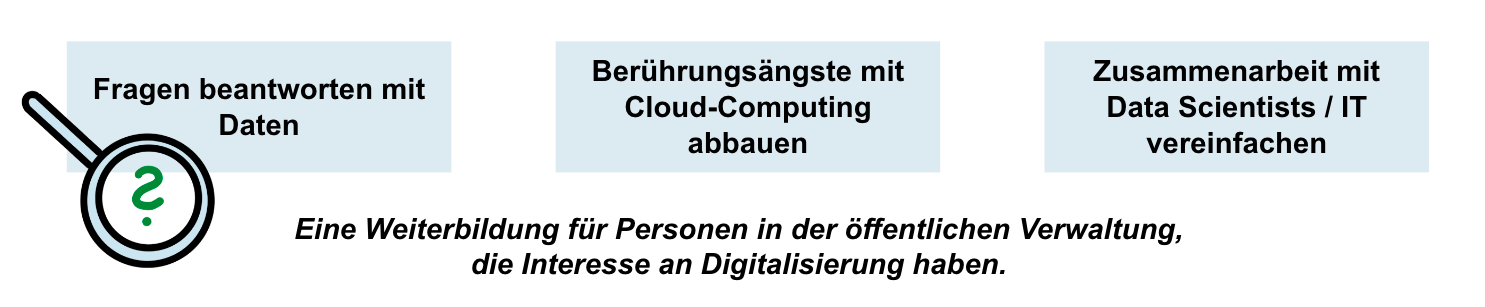 Fragen beantworten mit
Daten
Berührungsängste mit
Cloud-Computing
abbauen
Zusammenarbeit mit
Data Scientists / IT
vereinfachen
?
Eine Weiterbildung für Personen in der öffentlichen Verwaltung,
die Interesse an Digitalisierung haben.